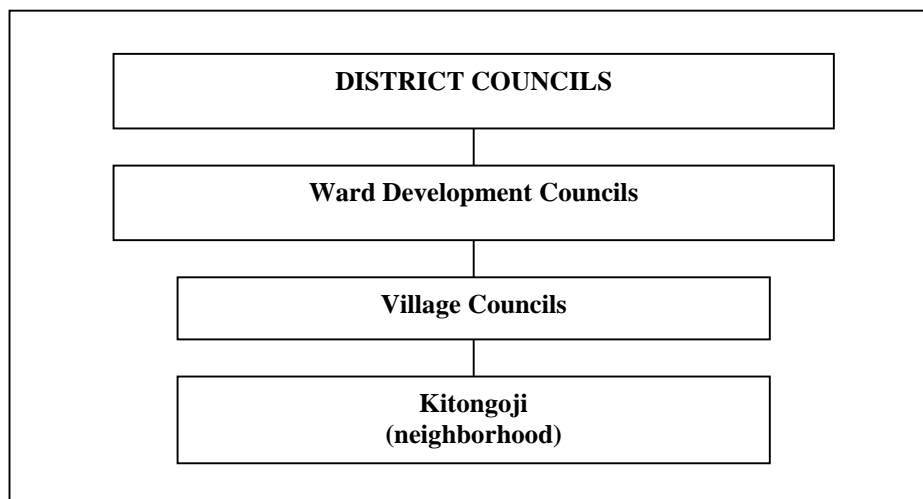 DISTRICT COUNCILS
Ward Development Councils
Village Councils
Kitongoji
(neighborhood)